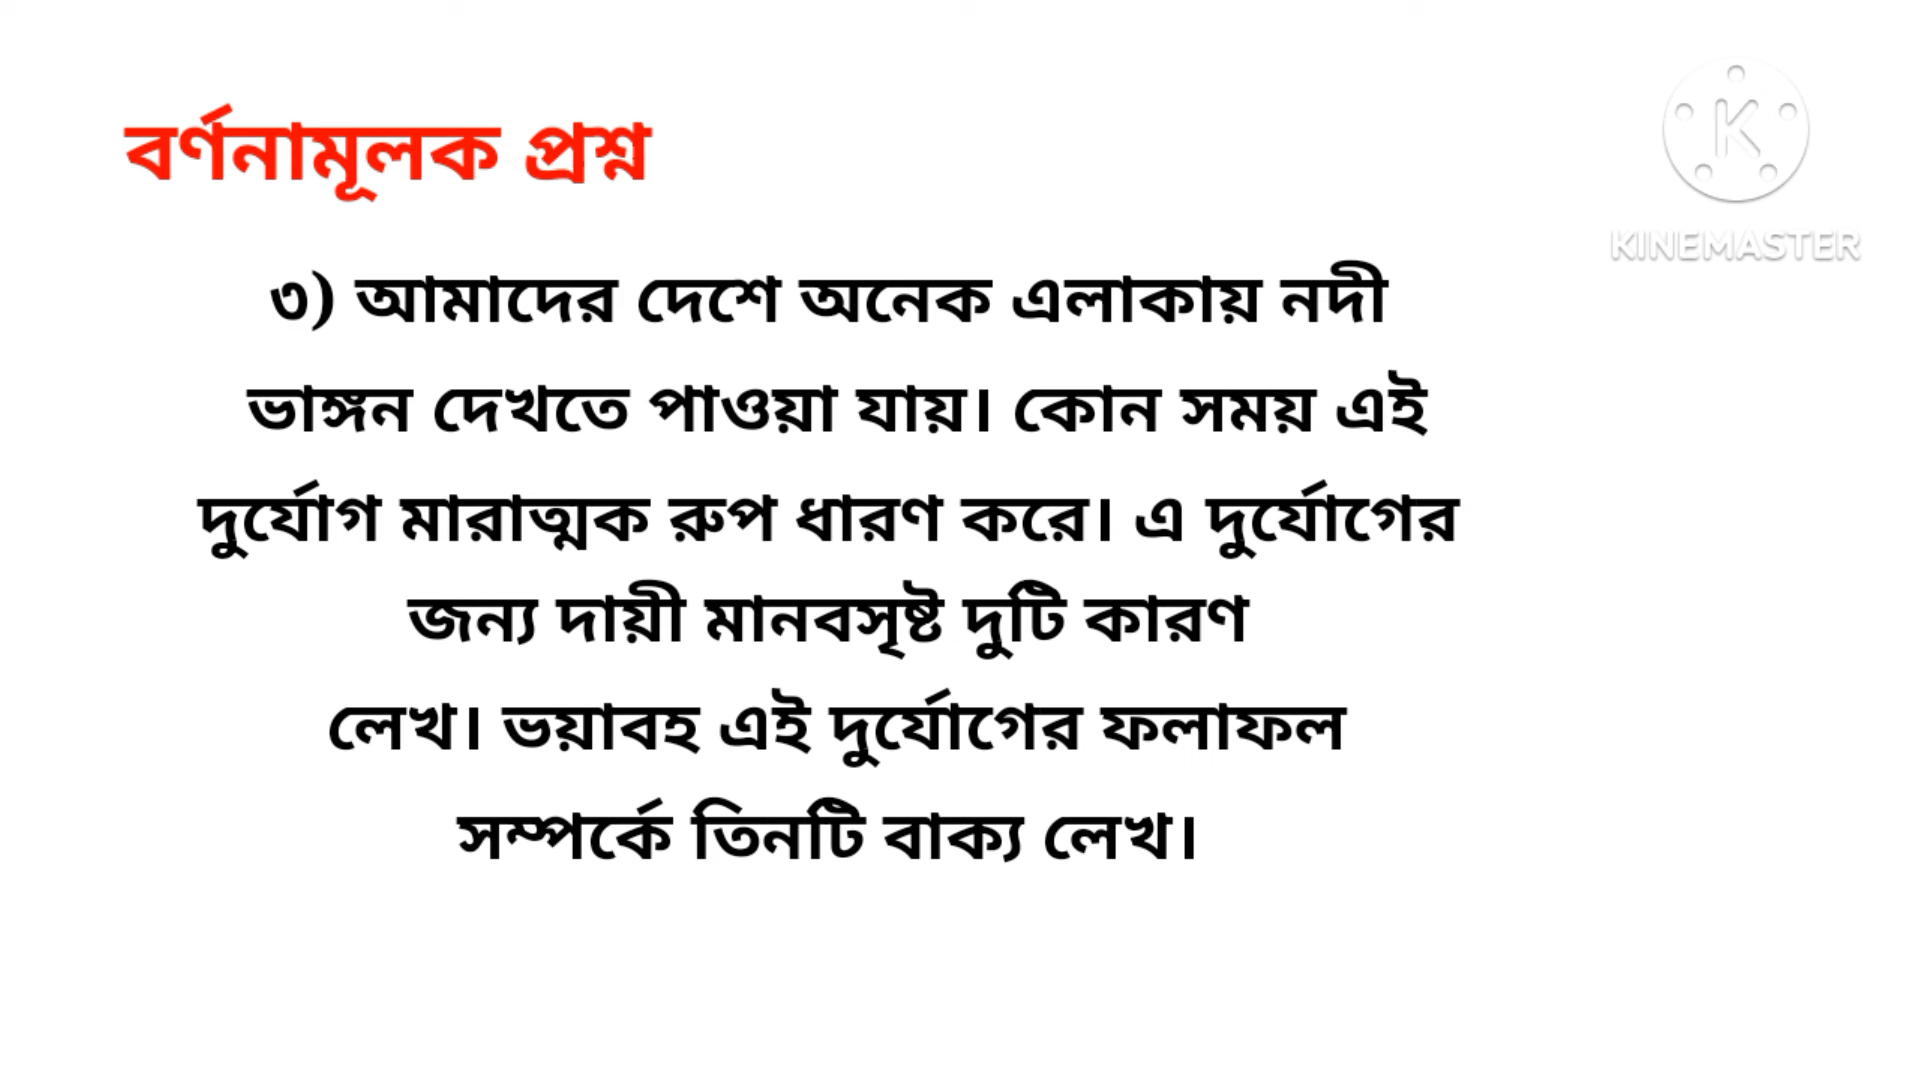 বর্ণনামূলক প্রশ্ন
KINEMASTER
৩) আমাদের দেশে অনেক এলাকায় নদী
ভাঙ্গন দেখতে পাওয়া যায়। কোন সময় এই
দুর্যোগ মারাত্মক রুপ ধারণ করে। এ দুর্যোগের
জন্য দায়ী মানবসৃষ্ট দুটি কারণ
লেখ। ভয়াবহ এই দুর্যোগের ফলাফল
সম্পর্কে তিনটি বাক্য লেখ।